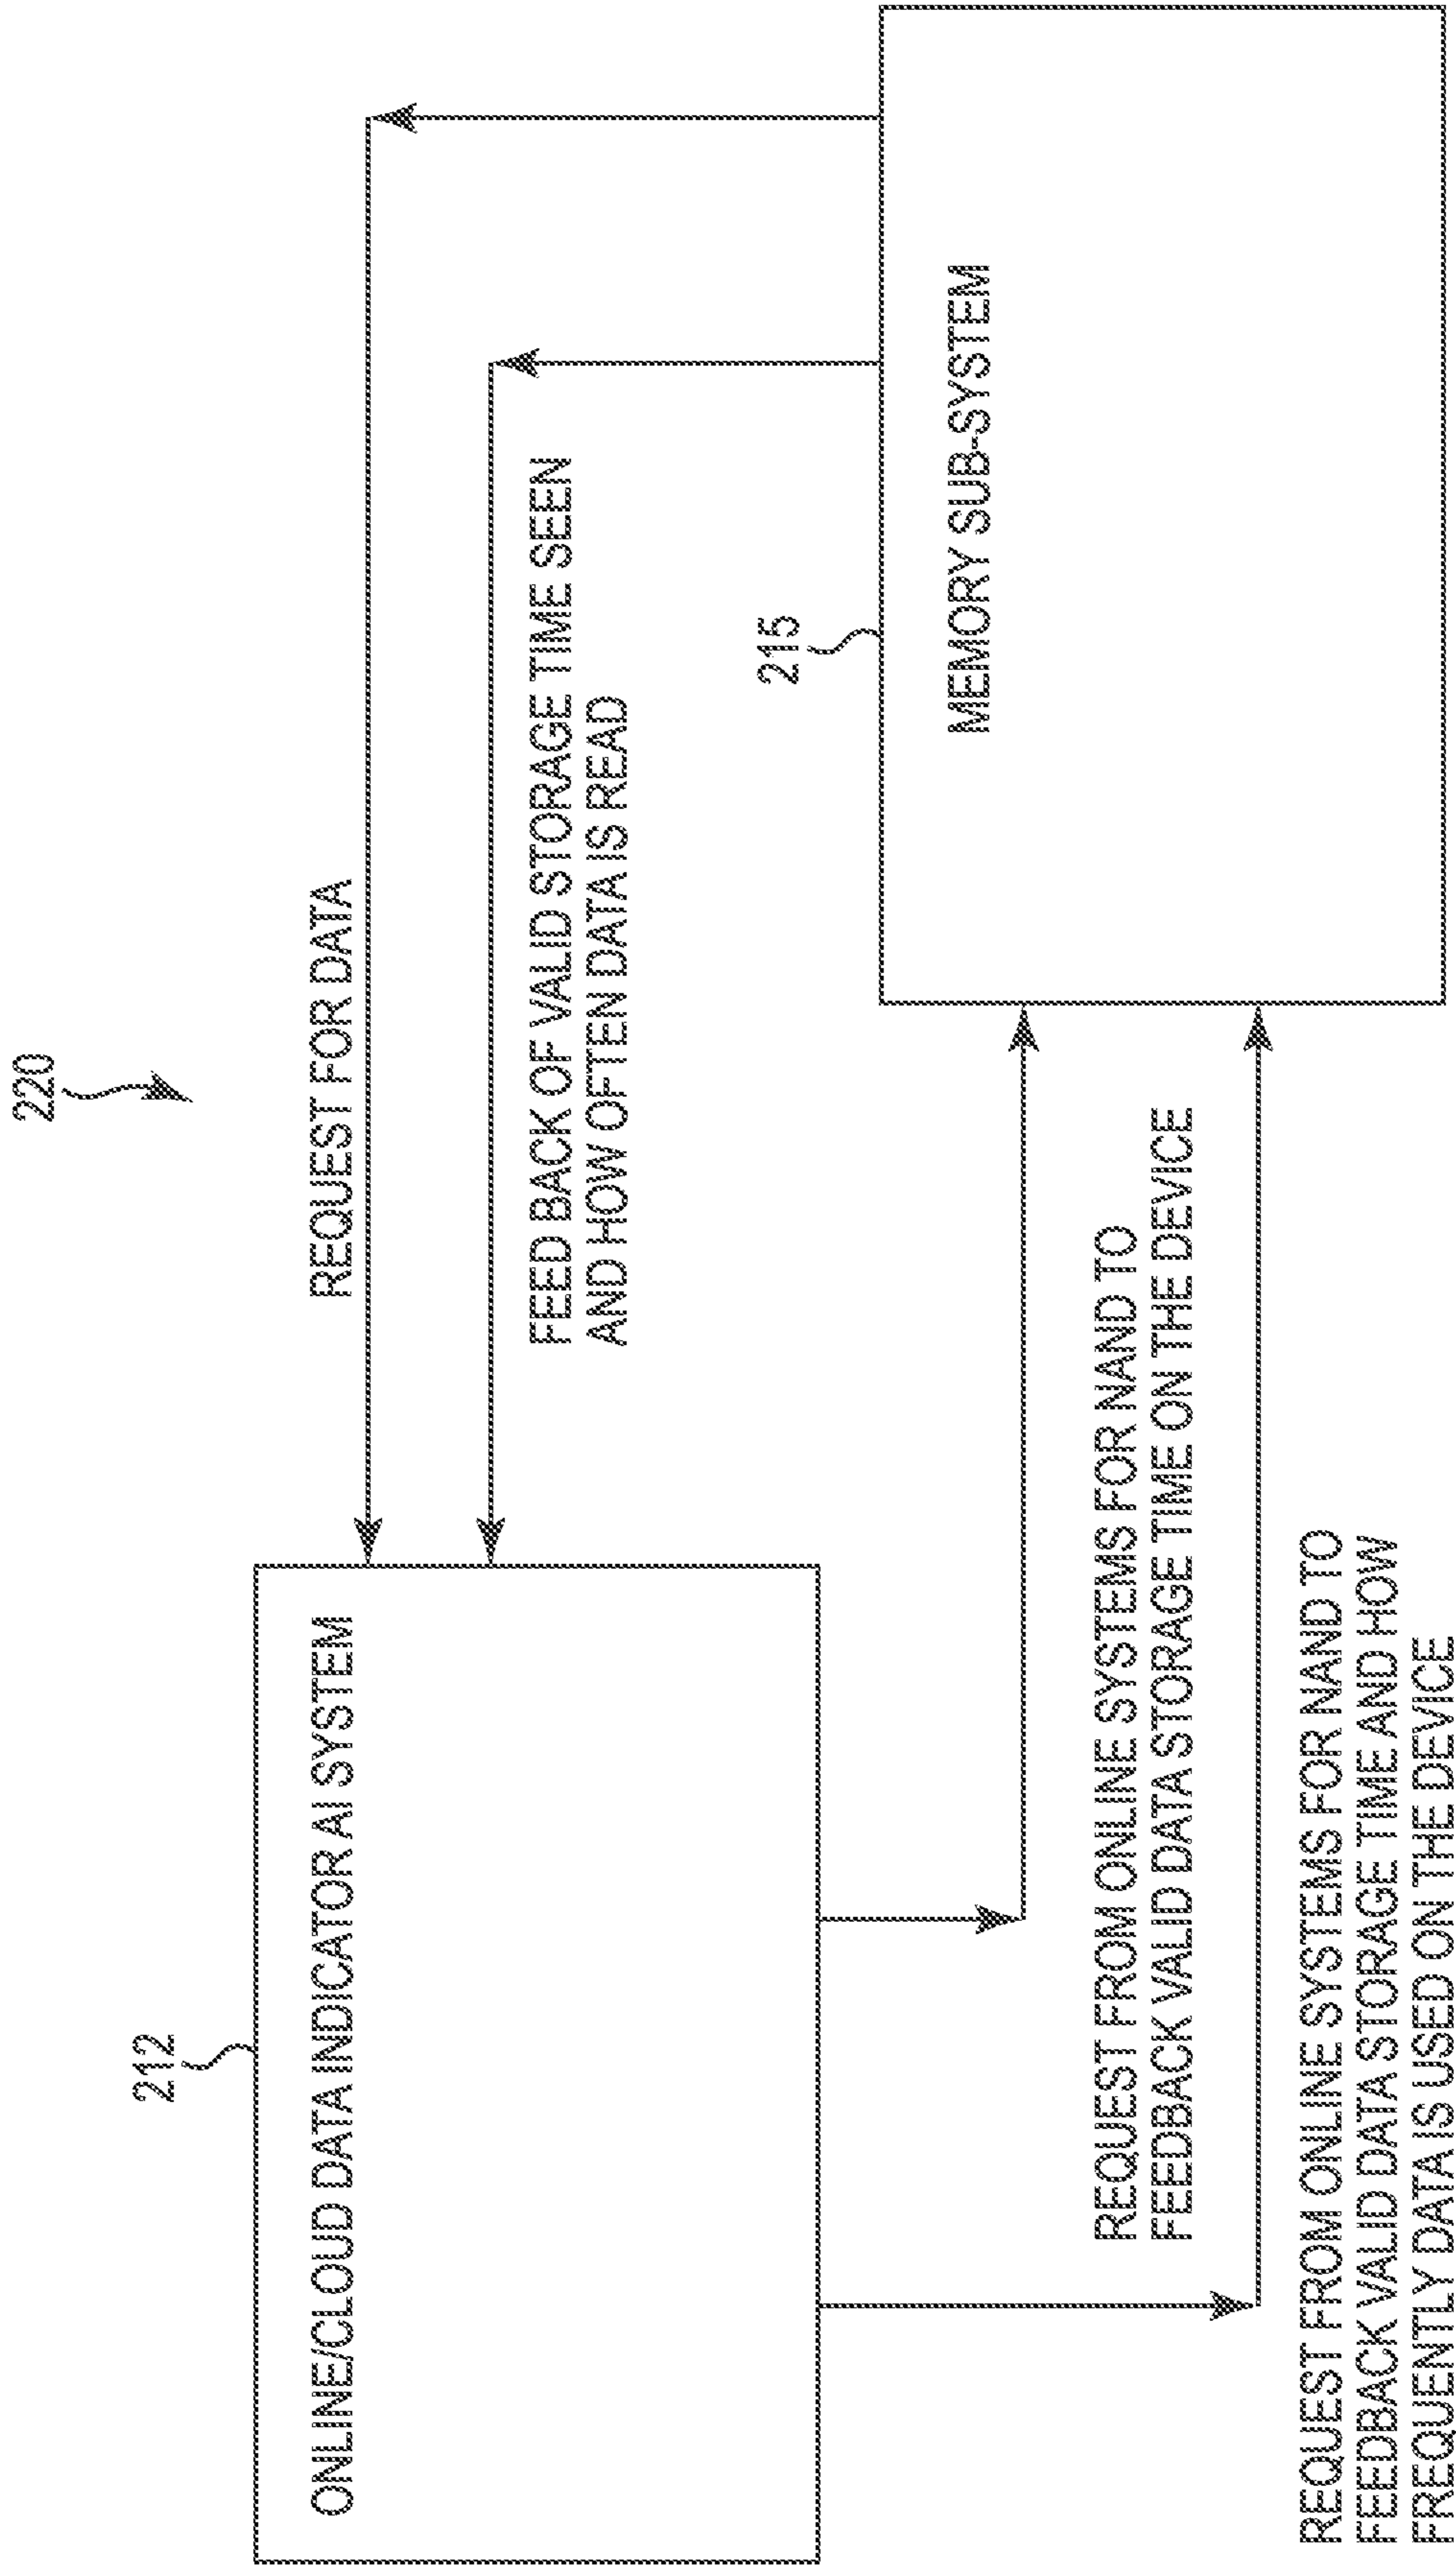 220
REQUEST FOR DATA
212
ONLINE/CLOUD DATA INDICATOR AI SYSTEM
FEED BACK OF VALID STORAGE TIME SEEN
AND HOW OFTEN DATA IS READ
215
MEMORY SUB-SYSTEM
REQUEST FROM ONLINE SYSTEMS FOR NAND TO
FEEDBACK VALID DATA STORAGE TIME ON THE DEVICE
REQUEST FROM ONLINE SYSTEMS FOR NAND TO
FEEDBACK VALID DATA STORAGE TIME AND HOW
FREQUENTLY DATA IS USED ON THE DEVICE